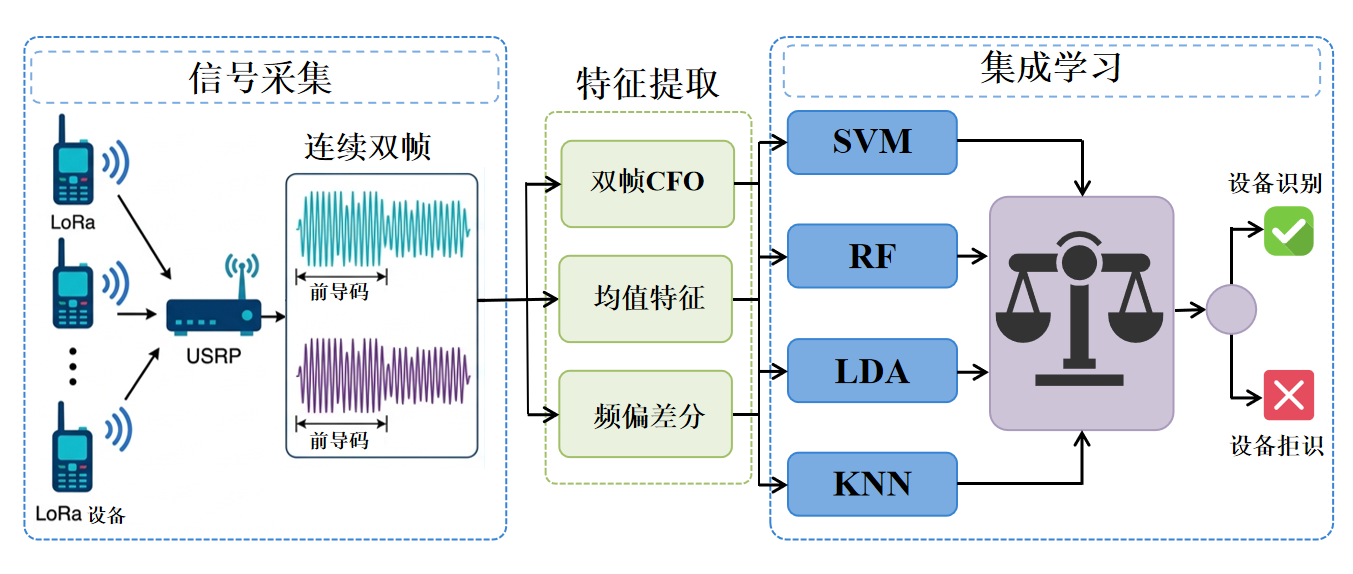 信号采集
LoRa
LoRa 设备
USRP
连续双帧
前导码
前导码
特征提取
双帧CFO
均值特征
频偏差分
集成学习
SVM
RF
LDA
KNN
设备识别
设备拒识